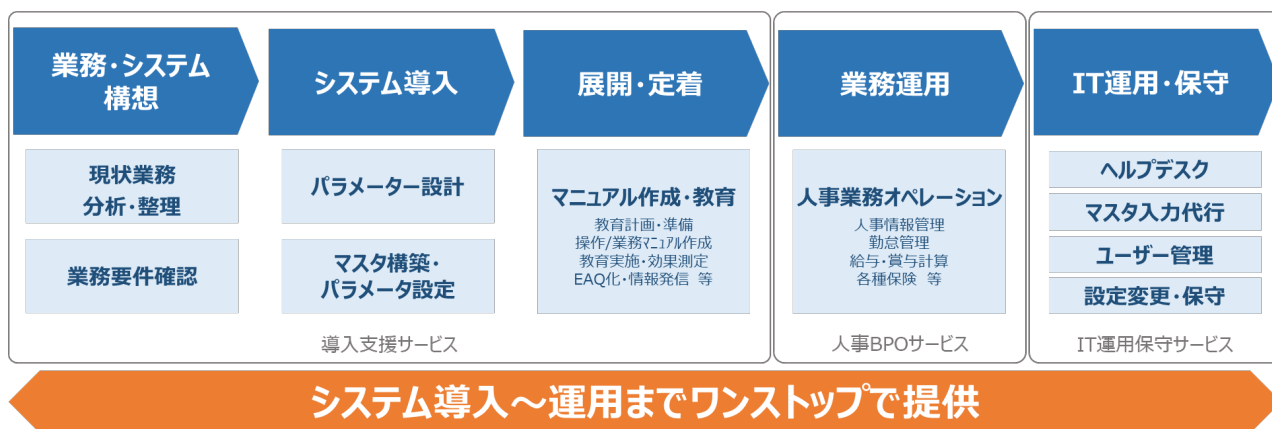 業務・システム
構想
システム導入
展開・定着
業務運用
IT運用・保守
現状業務
分析・整理
業務要件確認
パラメーター設計
マスタ構築・
パラメータ設定
マニュアル作成・教育
教育計画・準備
操作/業務ﾏﾆｭｱﾙ作成
教育実施・効果測定
EAQ化・情報発信 等
人事業務オペレーション
人事情報管理
勤怠管理
給与・賞与計算
各種保険 等
ヘルプデスク
マスタ入力代行
ユーザー管理
設定変更・保守
導入支援サービス
人事BPOサービス
IT運用保守サービス
システム導入～運用までワンストップで提供